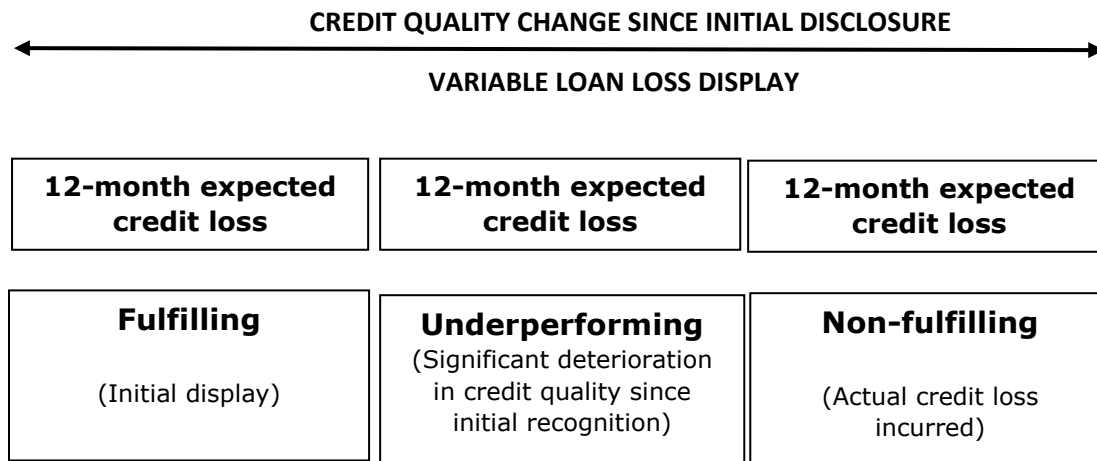 CREDIT QUALITY CHANGE SINCE INITIAL DISCLOSURE
VARIABLE LOAN LOSS DISPLAY
12-month expected
credit loss
12-month expected
credit loss
12-month expected
credit loss
Fulfilling
(Initial display)
Underperforming
(Significant deterioration
in credit quality since
initial recognition)
Non-fulfilling
(Actual credit loss
incurred)